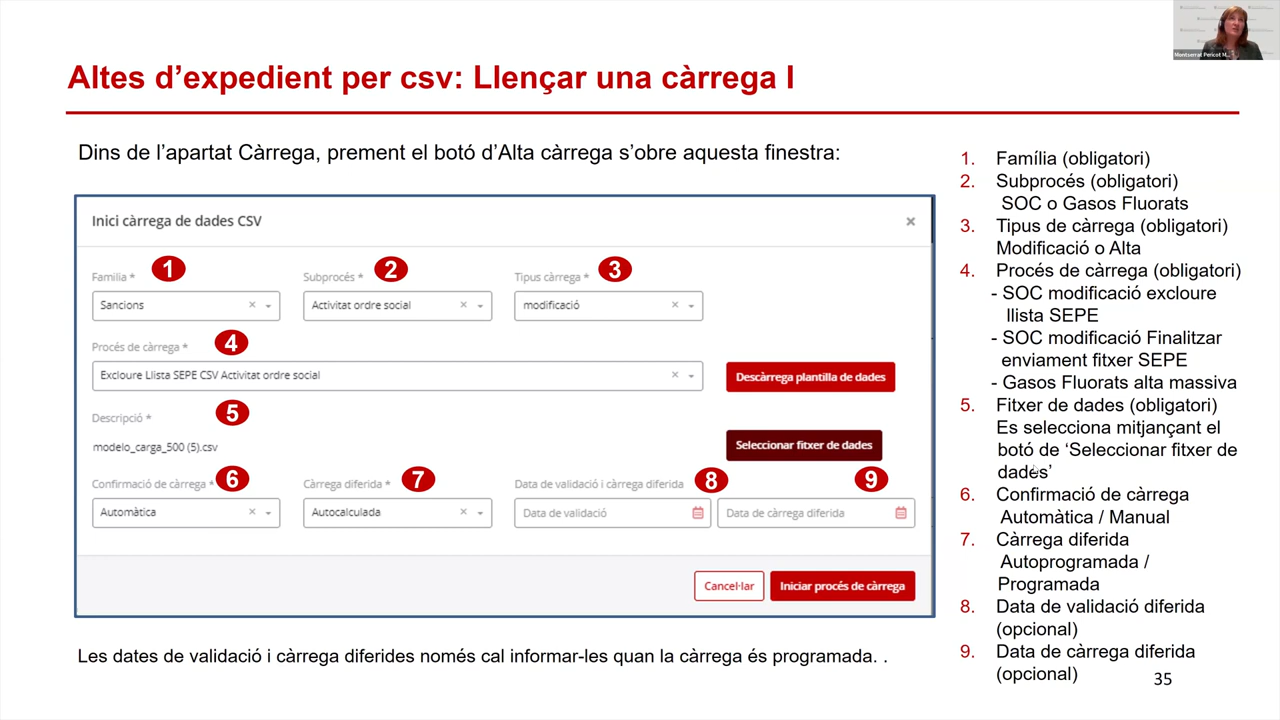 Montserrat Pericot M...
Altes d’expedient per csv: Llençar una càrrega I
Dins de l’apartat Càrrega, prement el botó d’Alta càrrega s’obre aquesta finestra:
Inici càrrega de dades CSV
×
Família * 1
Subprocés * 2
Tipus càrrega * 3
Sancions
Activitat ordre social
modificació
Procés de càrrega * 4
Excloure Llista SEPE CSV Activitat ordre social
Descàrrega plantilla de dades
Descripció * 5
modelo_carga_500 (5).csv
Seleccionar fitxer de dades
Confirmació de càrrega * 6
Càrrega diferida * 7
Data de validació i càrrega diferida 8 9
Automàtica
Autocalculada
Data de validació
Data de càrrega diferida
Cancel·lar
Iniciar procés de càrrega
Les dates de validació i càrrega diferides només cal informar-les quan la càrrega és programada. .
1. Família (obligatori)
2. Subprocés (obligatori)
SOC o Gasos Fluorats
3. Tipus de càrrega (obligatori)
Modificació o Alta
4. Procés de càrrega (obligatori)
- SOC modificació excloure
llista SEPE
- SOC modificació Finalitzar
enviament fitxer SEPE
- Gasos Fluorats alta massiva
5. Fitxer de dades (obligatori)
Es selecciona mitjançant el
botó de ‘Seleccionar fitxer de
dades’
6. Confirmació de càrrega
Automàtica / Manual
7. Càrrega diferida
Autoprogramada /
Programada
8. Data de validació diferida
(opcional)
9. Data de càrrega diferida
(opcional)
35